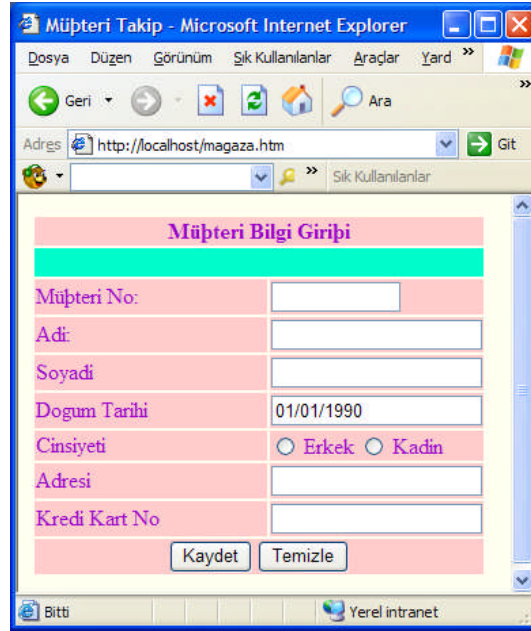 Müþteri Takip - Microsoft Internet Explorer
Dosya Düzen Görünüm Sık Kullanılanlar Araçlar Yard »
Geri Ara »
Adres http://localhost/magaza.htm Git
» Sık Kullanılanlar
Müþteri Bilgi Giriþi
Müþteri No:
Adi:
Soyadi
Dogum Tarihi 01/01/1990
Cinsiyeti Erkek Kadin
Adresi
Kredi Kart No
Kaydet Temizle
Bitti Yerel intranet